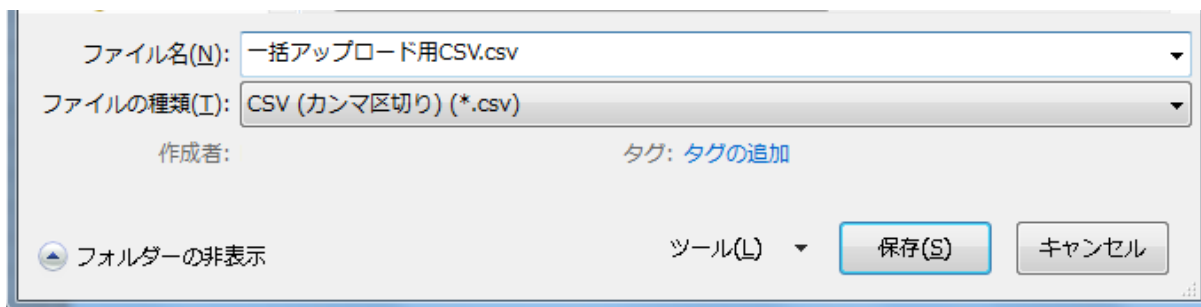 ファイル名(N): 一括アップロード用CSV.csv
ファイルの種類(T): CSV (カンマ区切り) (*.csv)
作成者: タグ: タグの追加
フォルダーの非表示 ツール(L) 保存(S) キャンセル